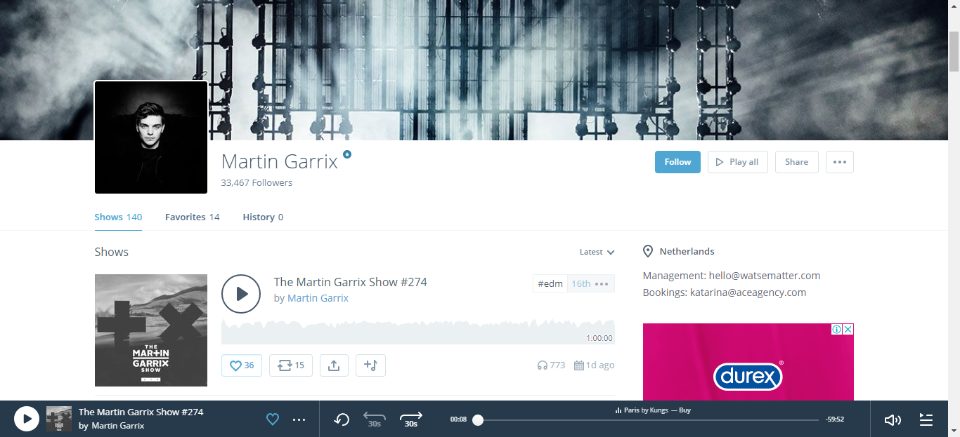 Martin Garrix
33,467 Followers
Follow
Play all
Share
Shows 140
Favorites 14
History 0
Shows
Latest
The Martin Garrix Show #274
by Martin Garrix
#edm
16th
1:00:00
36
15
773
1d ago
THE
MAR+IN
GARRIX
SHOW
Netherlands
Management: hello@watsematter.com
Bookings: katarina@aceagency.com
durex
The Martin Garrix Show #274
by Martin Garrix
30s
30s
00:08
Paris by Kungs — Buy
-59:52